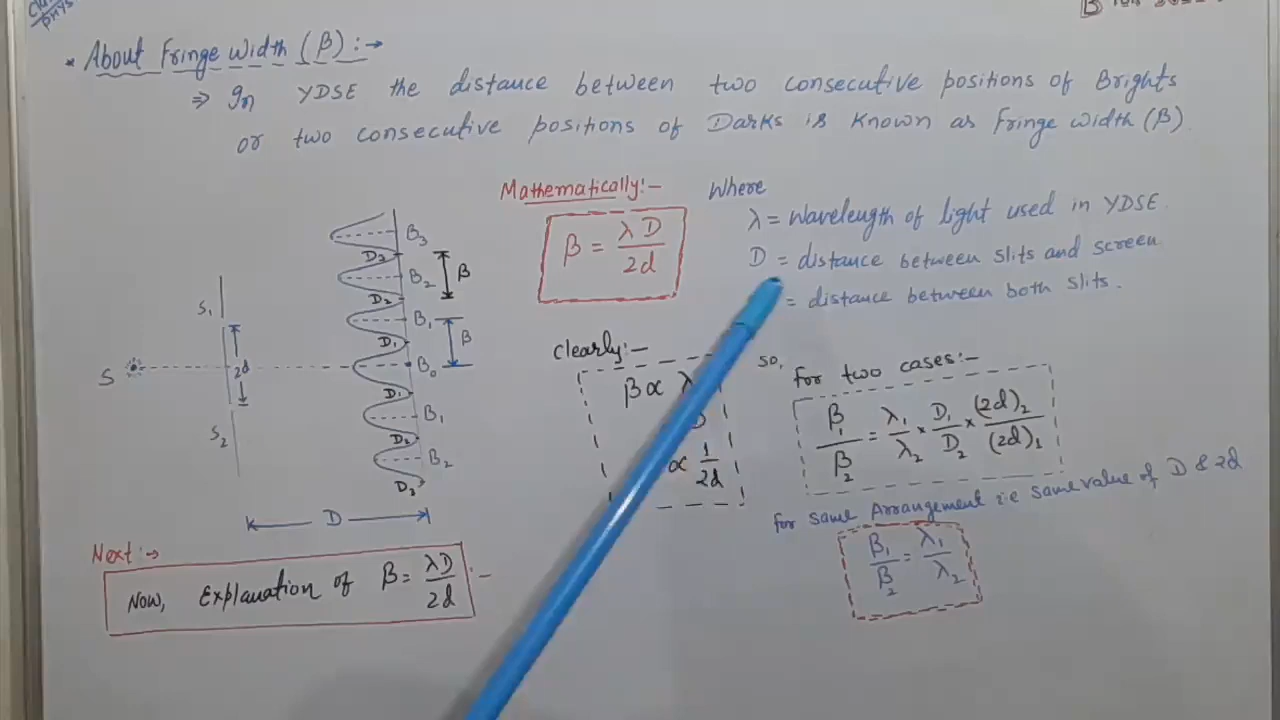 * About Fringe Width (β) :→
⇒ In YDSE the distance between two consecutive positions of Brights
or two consecutive positions of Darks is known as fringe width (β)
Mathematically:-
β = λD/2d
Where
λ = wavelength of light used in YDSE
D = distance between slits and screen
= distance between both slits.
S₁
S
2d
S₂
B₃
D₃
B₂
β
D₂
B₁
β
D₁
B₀
D₁
B₁
D₂
B₂
D₃
D
Clearly:-
β ∝ λ
D
∝ 1/2d
so, for two cases:-
β₁/β₂ = λ₁/λ₂ × D₁/D₂ × (2d)₂/(2d)₁
for same Arrangement i.e same value of D & 2d
β₁/β₂ = λ₁/λ₂
Next:→
Now, Explanation of β = λD/2d :-